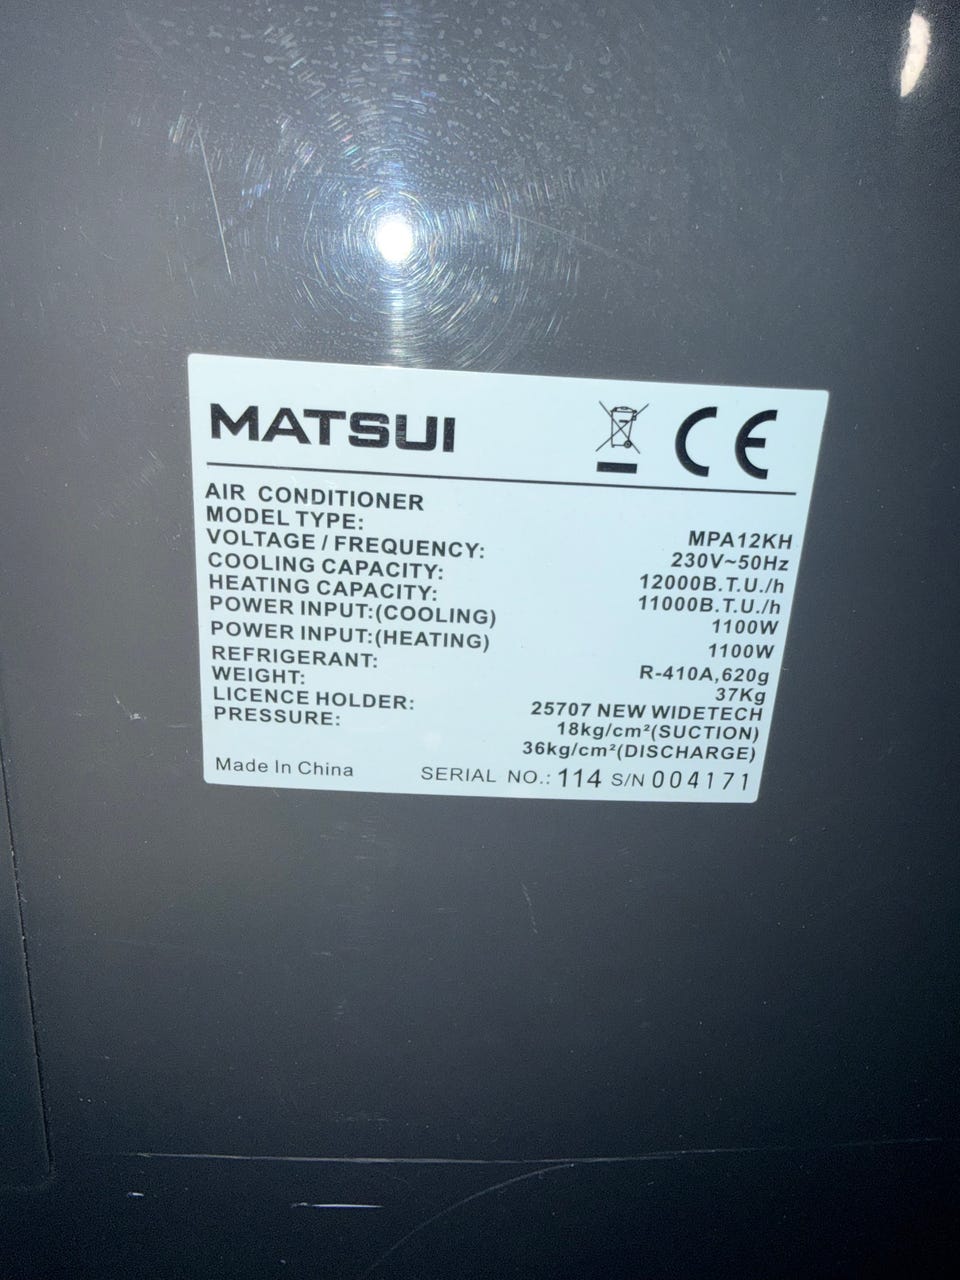 MATSUI
CE
AIR CONDITIONER
MODEL TYPE: MPA12KH
VOLTAGE / FREQUENCY: 230V~50Hz
COOLING CAPACITY: 12000B.T.U./h
HEATING CAPACITY: 11000B.T.U./h
POWER INPUT:(COOLING) 1100W
POWER INPUT:(HEATING) 1100W
REFRIGERANT: R-410A,620g
WEIGHT: 37Kg
LICENCE HOLDER: 25707 NEW WIDETECH
PRESSURE: 18kg/cm²(SUCTION)
36kg/cm²(DISCHARGE)
Made In China SERIAL NO.: 114 S/N 004171